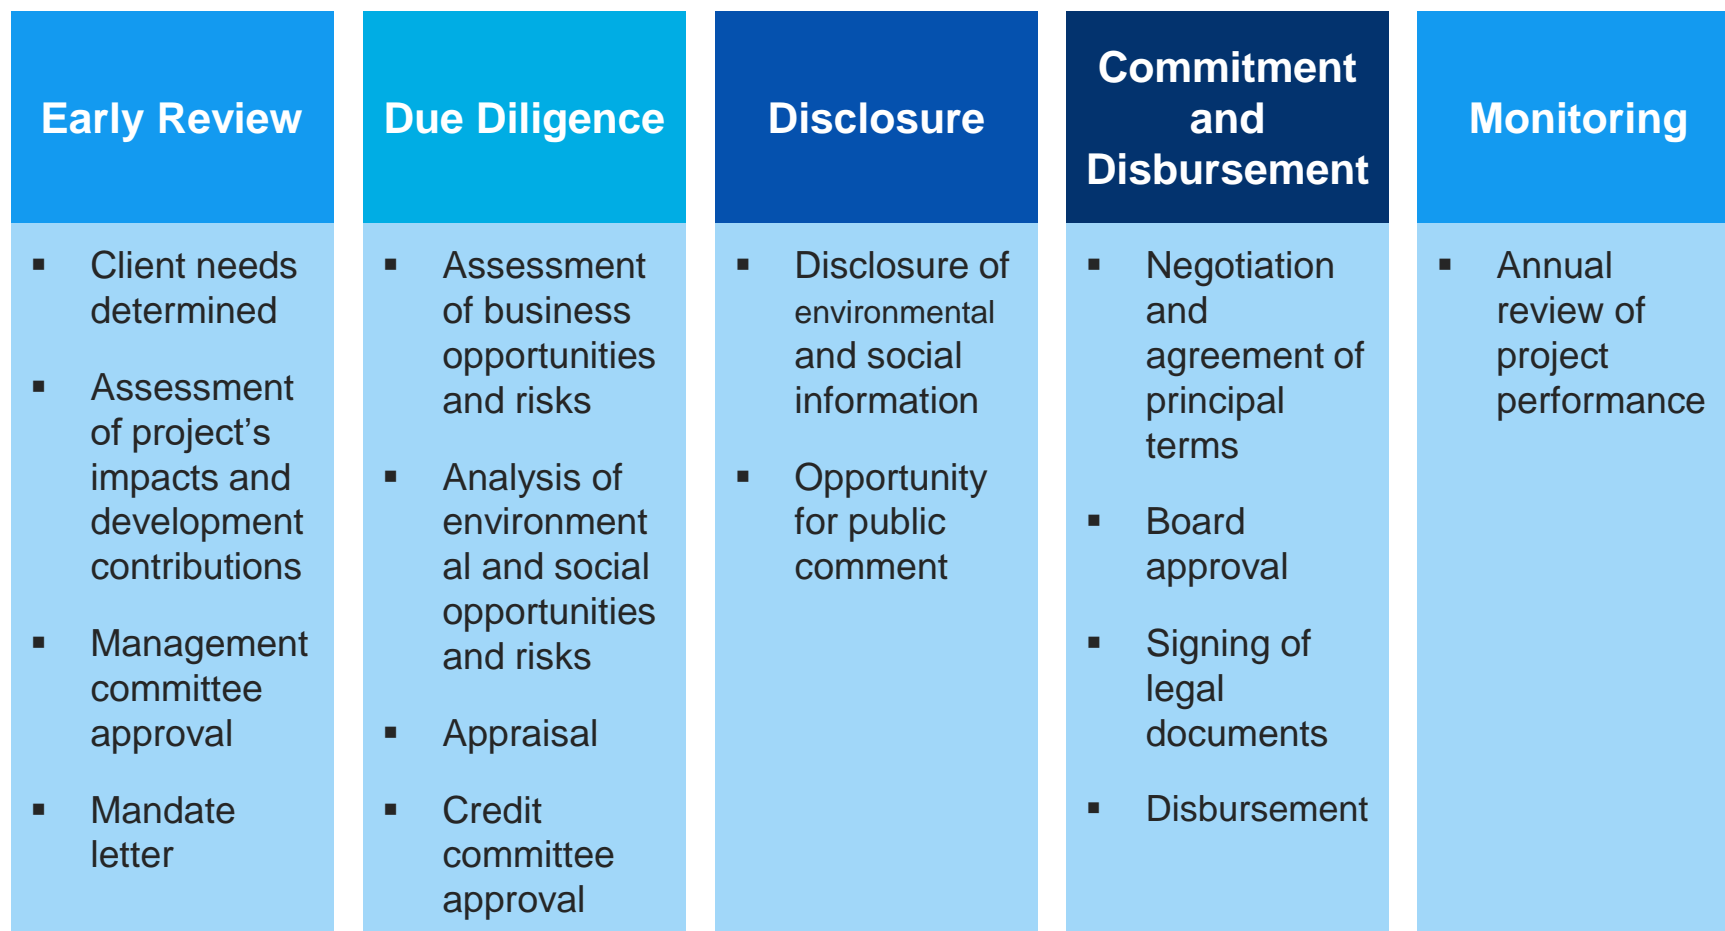 Early Review
▪ Client needs
determined
▪ Assessment
of project’s
impacts and
development
contributions
▪ Management
committee
approval
▪ Mandate
letter
Due Diligence
▪ Assessment
of business
opportunities
and risks
▪ Analysis of
environment
al and social
opportunities
and risks
▪ Appraisal
▪ Credit
committee
approval
Disclosure
▪ Disclosure of
environmental
and social
information
▪ Opportunity
for public
comment
Commitment
and
Disbursement
▪ Negotiation
and
agreement of
principal
terms
▪ Board
approval
▪ Signing of
legal
documents
▪ Disbursement
Monitoring
▪ Annual
review of
project
performance